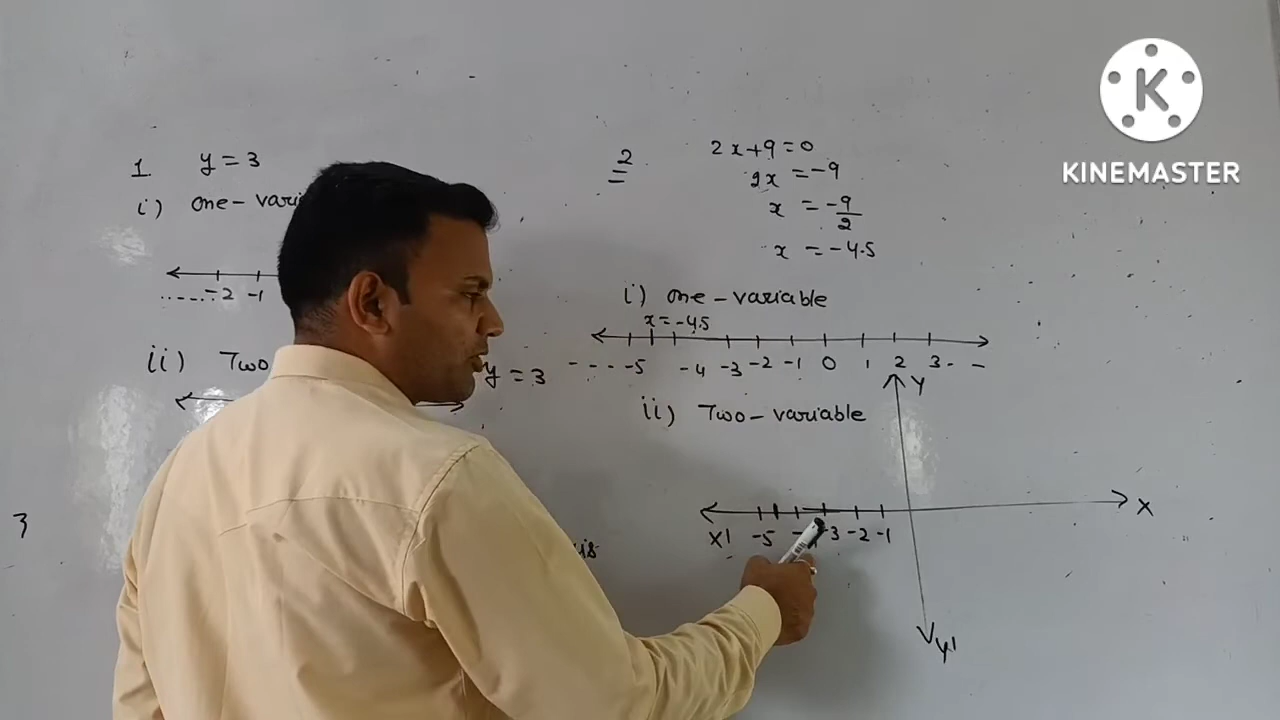 1 y = 3
i) one-
-2 -1
ii) Two
y = 3
3
2 2x+9=0
2x = -9
x = -9/2
x = -4.5
i) one-variable
x = -4.5
- - - - -5 -4 -3 -2 -1 0 1 2 3 - -
ii) Two-variable
Y
X
X' -5 -3 -2 -1
Y'
K
KINEMASTER